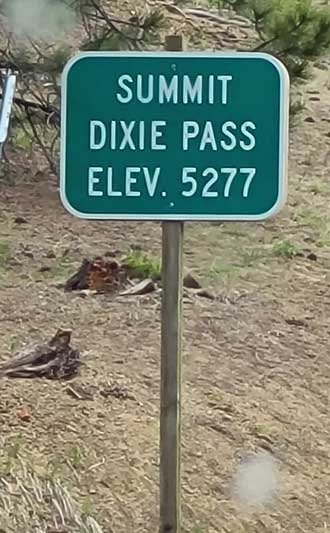 SUMMIT
DIXIE PASS
ELEV. 5277